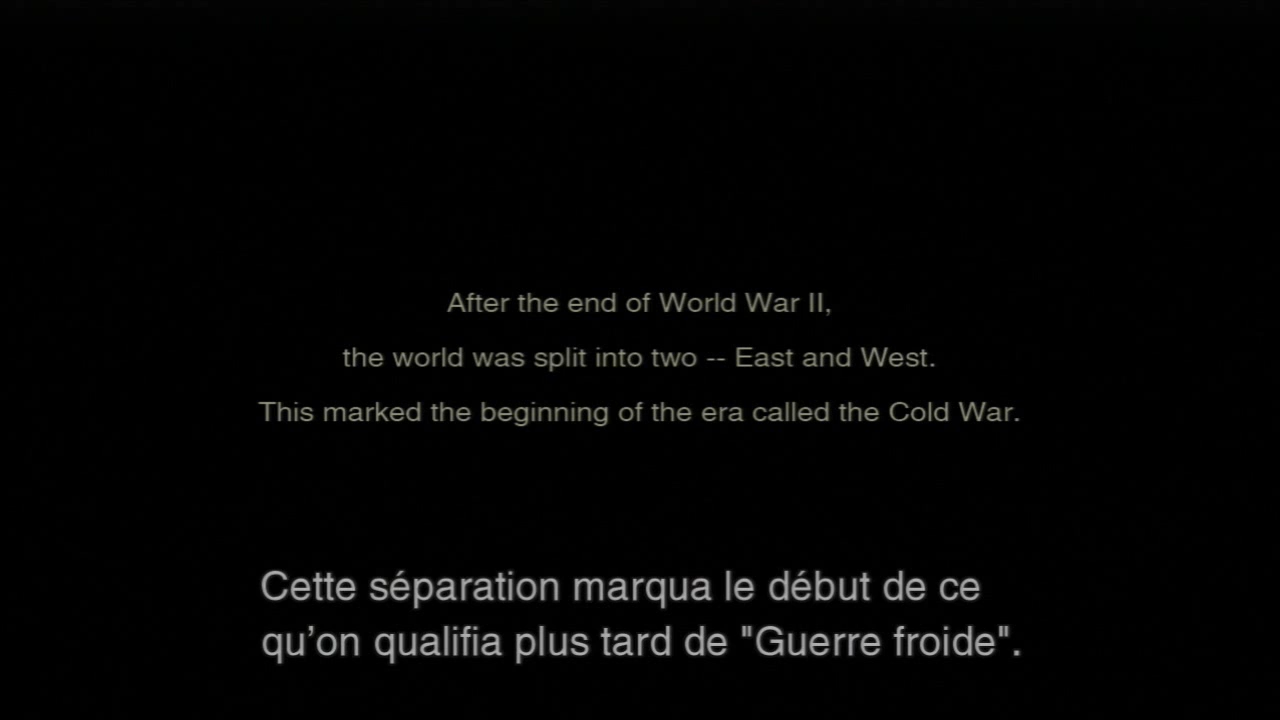 After the end of World War II,
the world was split into two -- East and West.
This marked the beginning of the era called the Cold War.
Cette séparation marqua le début de ce
qu’on qualifia plus tard de "Guerre froide".